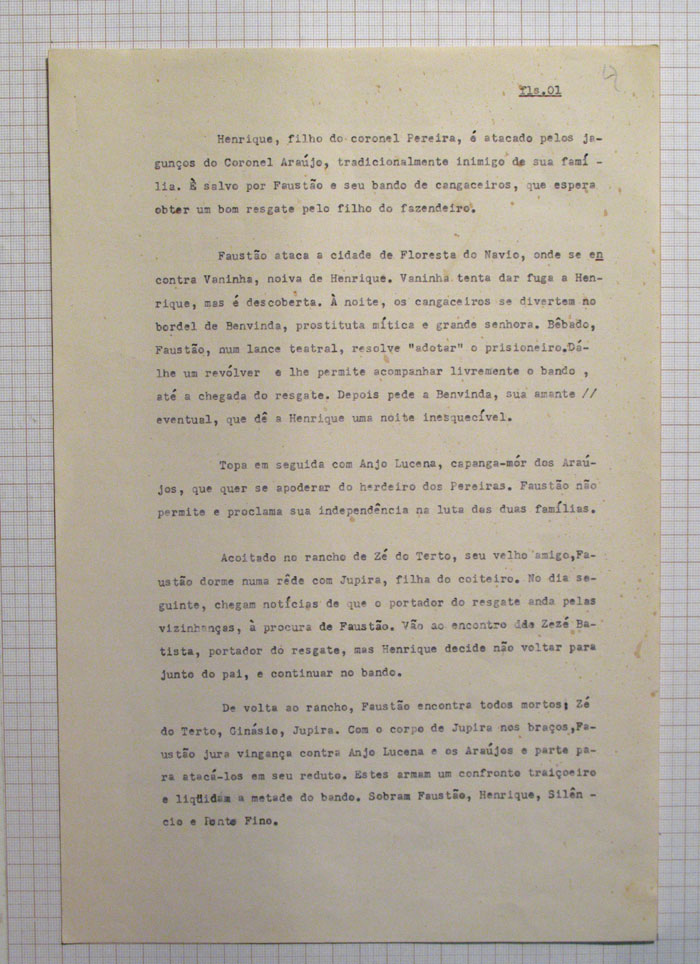 fls.01
Henrique, filho do coronel Pereira, é atacado pelos ja-
gunços do Coronel Araújo, tradicionalmente inimigo de sua famí -
lia. È salvo por Faustão e seu bando de cangaceiros, que espera
obter um bom resgate pelo filho do fazendeiro.
Faustão ataca a cidade de Floresta do Navio, onde se en
contra Vaninha, noiva de Henrique. Vaninha tenta dar fuga a Hen-
rique, mas é descoberta. À noite, os cangaceiros se divertem no
bordel de Benvinda, prostituta mítica e grande senhora. Bêbado,
Faustão, num lance teatral, resolve "adotar" o prisioneiro.Dá-
lhe um revólver e lhe permite acompanhar livremente o bando ,
até a chegada do resgate. Depois pede a Benvinda, sua amante //
eventual, que dê a Henrique uma noite inesquecível.
Topa em seguida com Anjo Lucena, capanga-mór dos Araú-
jos, que quer se apoderar do herdeiro dos Pereiras. Faustão não
permite e proclama sua independência na luta das duas famílias.
Acoitado no rancho de Zé do Terto, seu velho amigo,Fa-
ustão dorme numa rêde com Jupira, filha do coiteiro. No dia se-
guinte, chegam notícias de que o portador do resgate anda pelas
vizinhanças, à procura de Faustão. Vão ao encontro dde Zezé Ba-
tista, portador do resgate, mas Henrique decide não voltar para
junto do pai, e continuar no bando.
De volta ao rancho, Faustão encontra todos mortos; Zé
do Terto, Ginásio, Jupira. Com o corpo de Jupira nos braços,Fa-
ustão jura vingança contra Anjo Lucena e os Araújos e parte pa-
ra atacá-los em seu reduto. Estes armam um confronto traiçoeiro
e liqüidam a metade do bando. Sobram Faustão, Henrique, Silên -
cio e Ponto Fino.